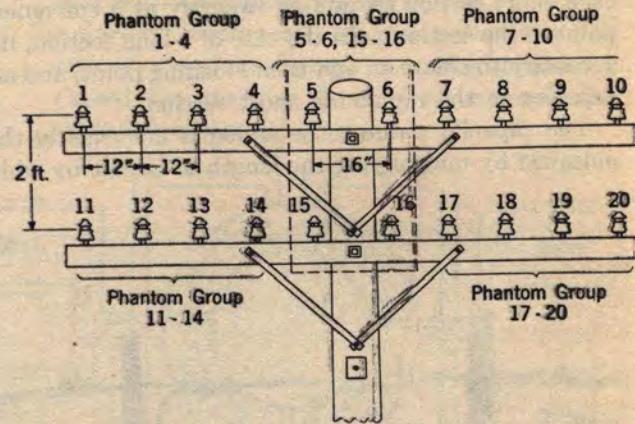 Phantom Group
1 - 4
Phantom Group
5 - 6, 15 - 16
Phantom Group
7 - 10
1 2 3 4 5 6 7 8 9 10
2 ft.
12" 12" 16"
11 12 13 14 15 16 17 18 19 20
Phantom Group
11 - 14
Phantom Group
17 - 20